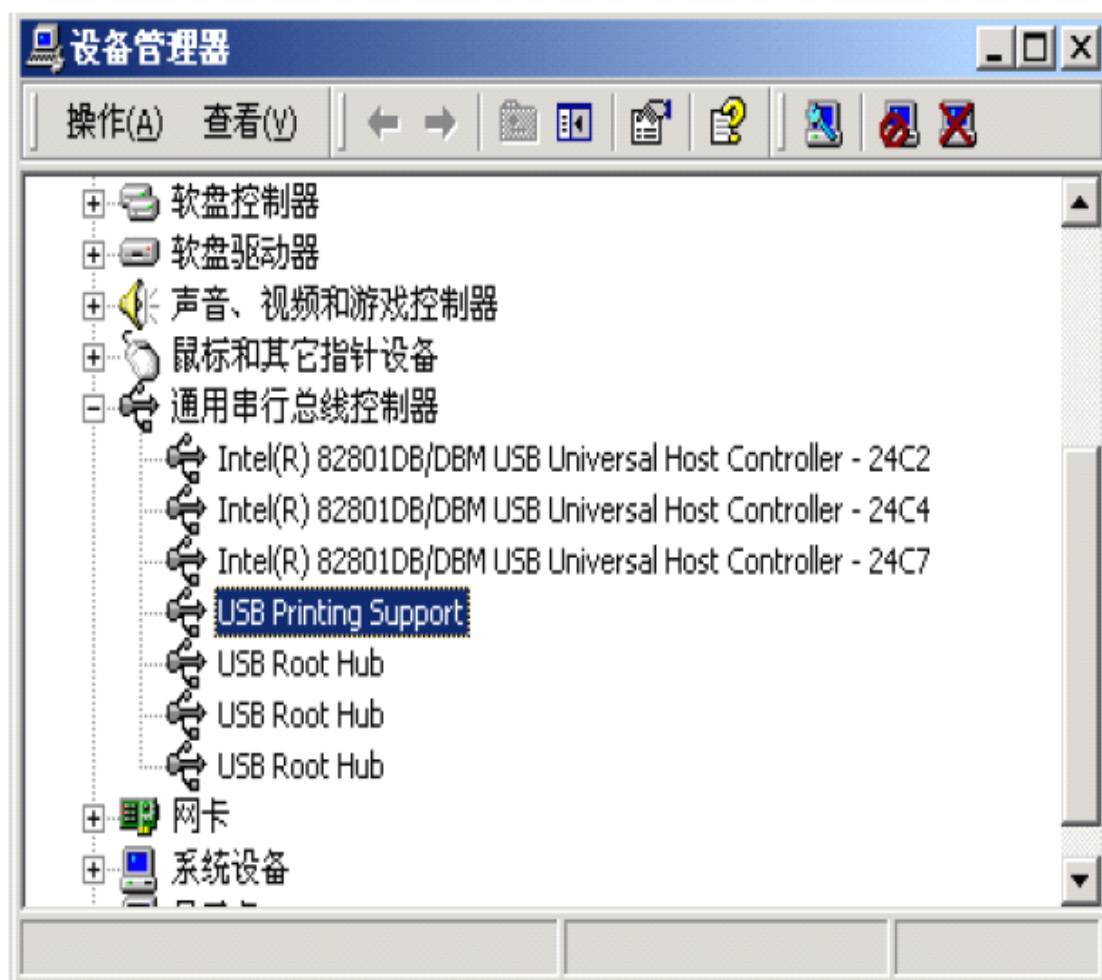 设备管理器
操作(A) 查看(V)
软盘控制器
软盘驱动器
声音、视频和游戏控制器
鼠标和其它指针设备
通用串行总线控制器
Intel(R) 82801DB/DBM USB Universal Host Controller - 24C2
Intel(R) 82801DB/DBM USB Universal Host Controller - 24C4
Intel(R) 82801DB/DBM USB Universal Host Controller - 24C7
USB Printing Support
USB Root Hub
USB Root Hub
USB Root Hub
网卡
系统设备